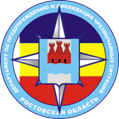 ДЕПАРТАМЕНТ ПО ПРЕДУПРЕЖДЕНИЮ И ЛИКВИДАЦИИ ЧРЕЗВЫЧАЙНЫХ СИТУАЦИЙ
РОСТОВСКАЯ ОБЛАСТЬ